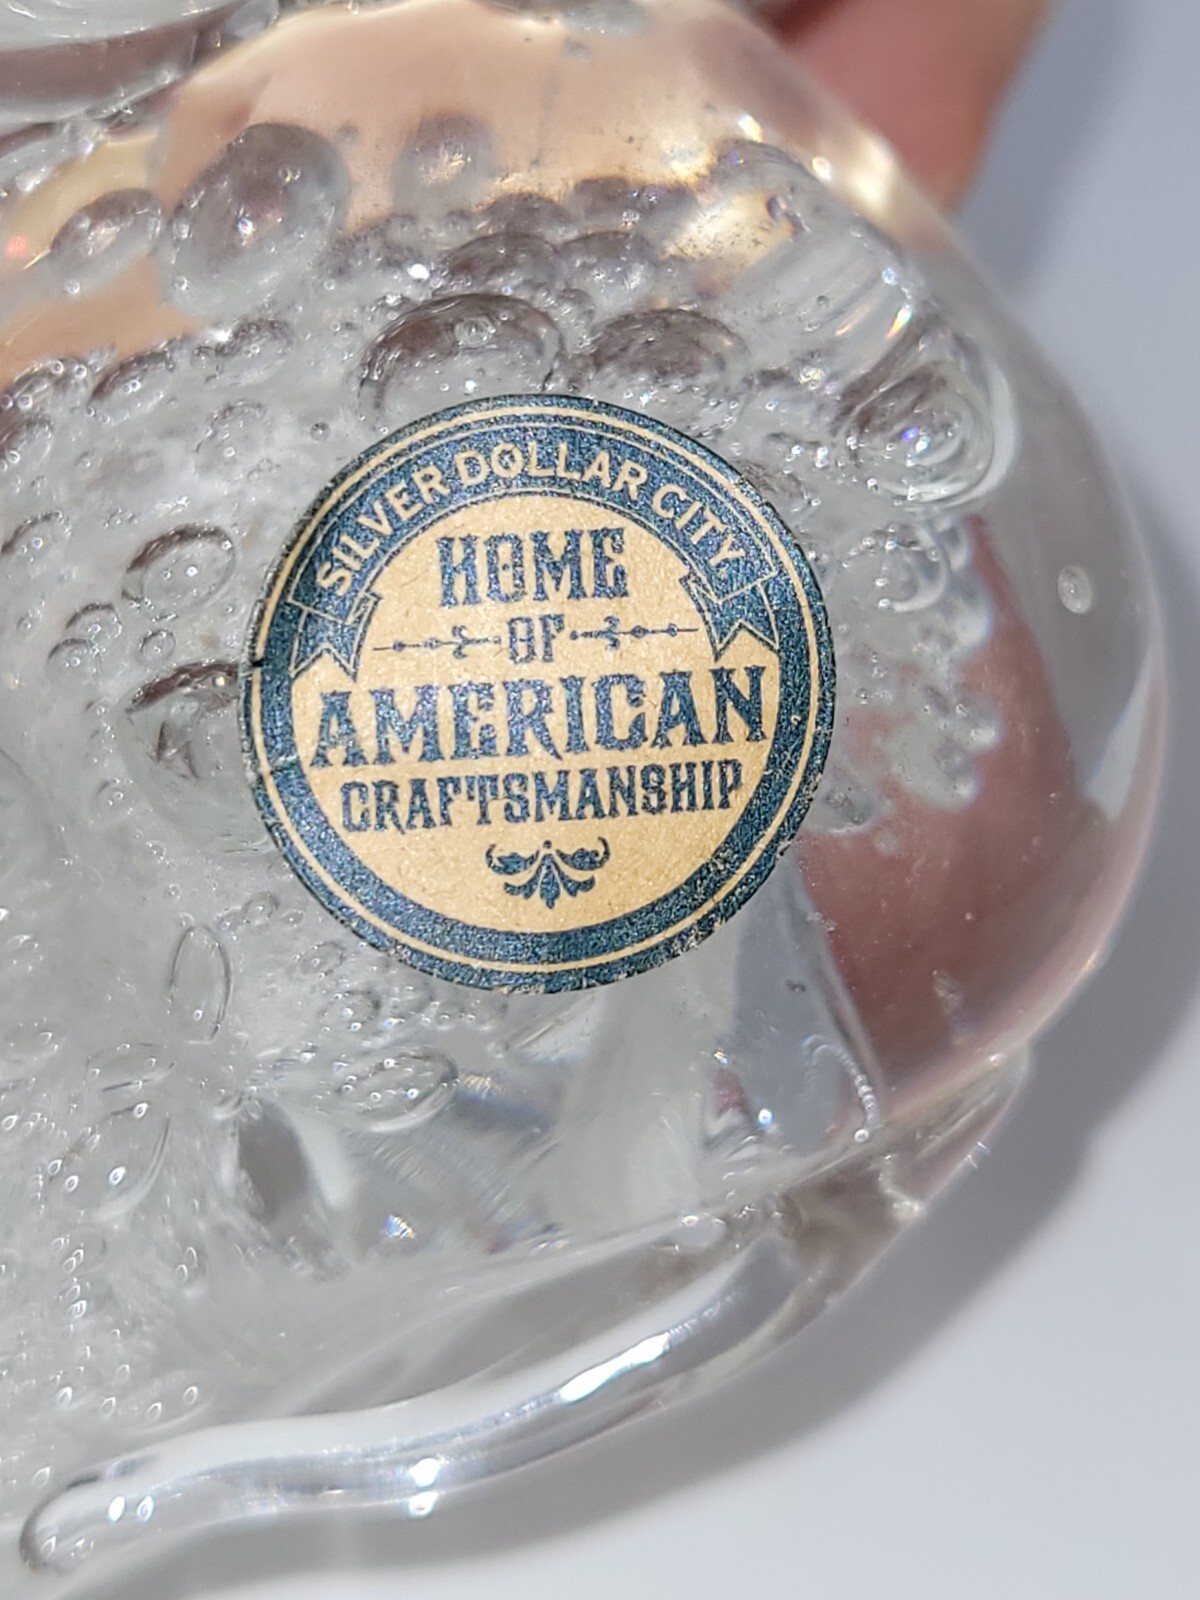 SILVER DOLLAR CITY
HOME
OF
AMERICAN
CRAFTSMANSHIP